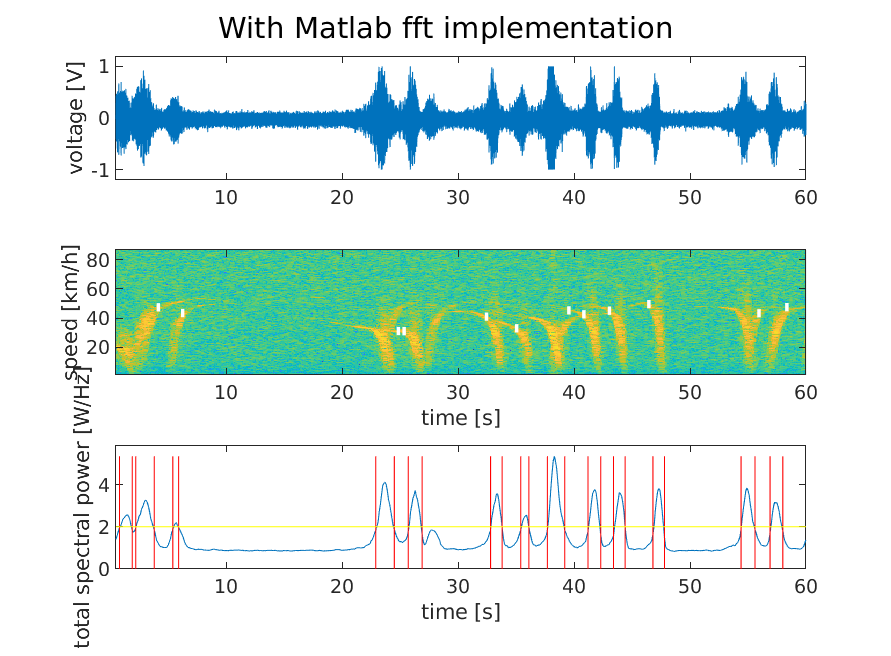 With Matlab fft implementation
voltage [V]
1
0
-1
10 20 30 40 50 60
speed [km/h]
80
60
40
20
10 20 30 40 50 60
time [s]
total spectral power [W/Hz]
4
2
0
10 20 30 40 50 60
time [s]